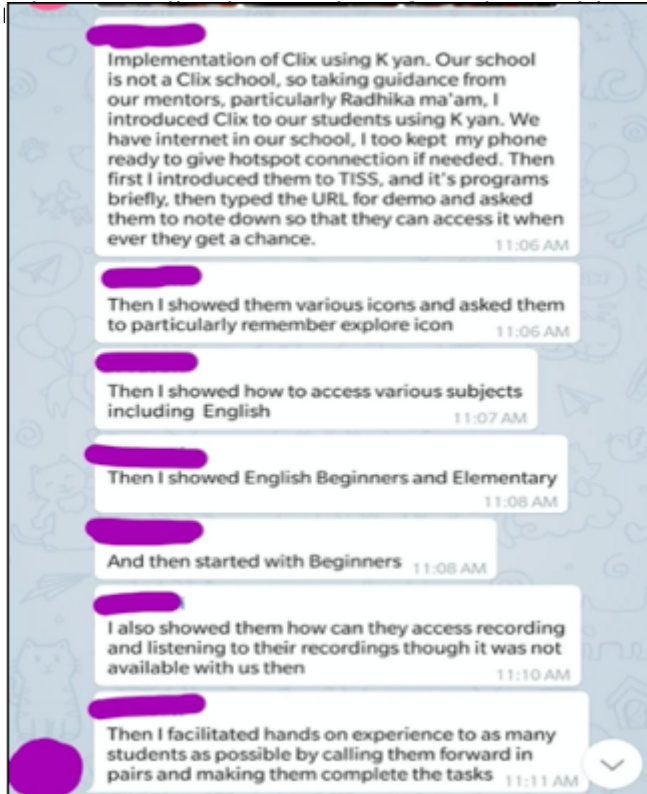 Implementation of Clix using K yan. Our school
is not a Clix school, so taking guidance from
our mentors, particularly Radhika ma'am, I
introduced Clix to our students using K yan. We
have internet in our school, I too kept my phone
ready to give hotspot connection if needed. Then
first I introduced them to TISS, and it's programs
briefly, then typed the URL for demo and asked
them to note down so that they can access it when
ever they get a chance.
11:06 AM
Then I showed them various icons and asked them
to particularly remember explore icon
11:06 AM
Then I showed how to access various subjects
including English
11:07 AM
Then I showed English Beginners and Elementary
11:08 AM
And then started with Beginners
11:08 AM
I also showed them how can they access recording
and listening to their recordings though it was not
available with us then
11:10 AM
Then I facilitated hands on experience to as many
students as possible by calling them forward in
pairs and making them complete the tasks
11:11 AM